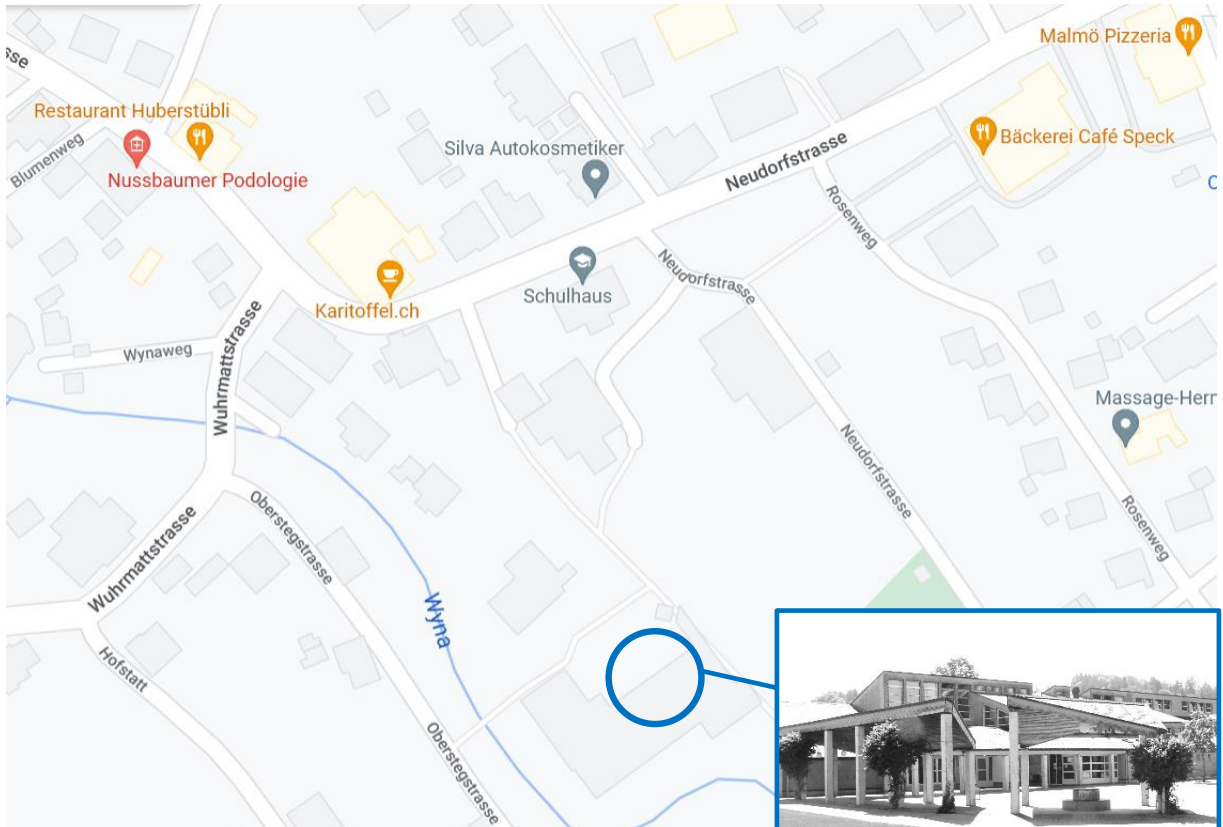 sse
Malmö Pizzeria
Restaurant Huberstübli
Blumenweg
Nussbaumer Podologie
Silva Autokosmetiker
Neudorfstrasse
Bäckerei Café Speck
C
Rosenweg
Schulhaus
Neudorfstrasse
Karitoffel.ch
Wynaweg
Wuhrmattstrasse
Massage-Herr
Neudorfstrasse
Oberstegstrasse
Rosenweg
Wuhrmattstrasse
Wyna
Hofstatt
Oberstegstrasse